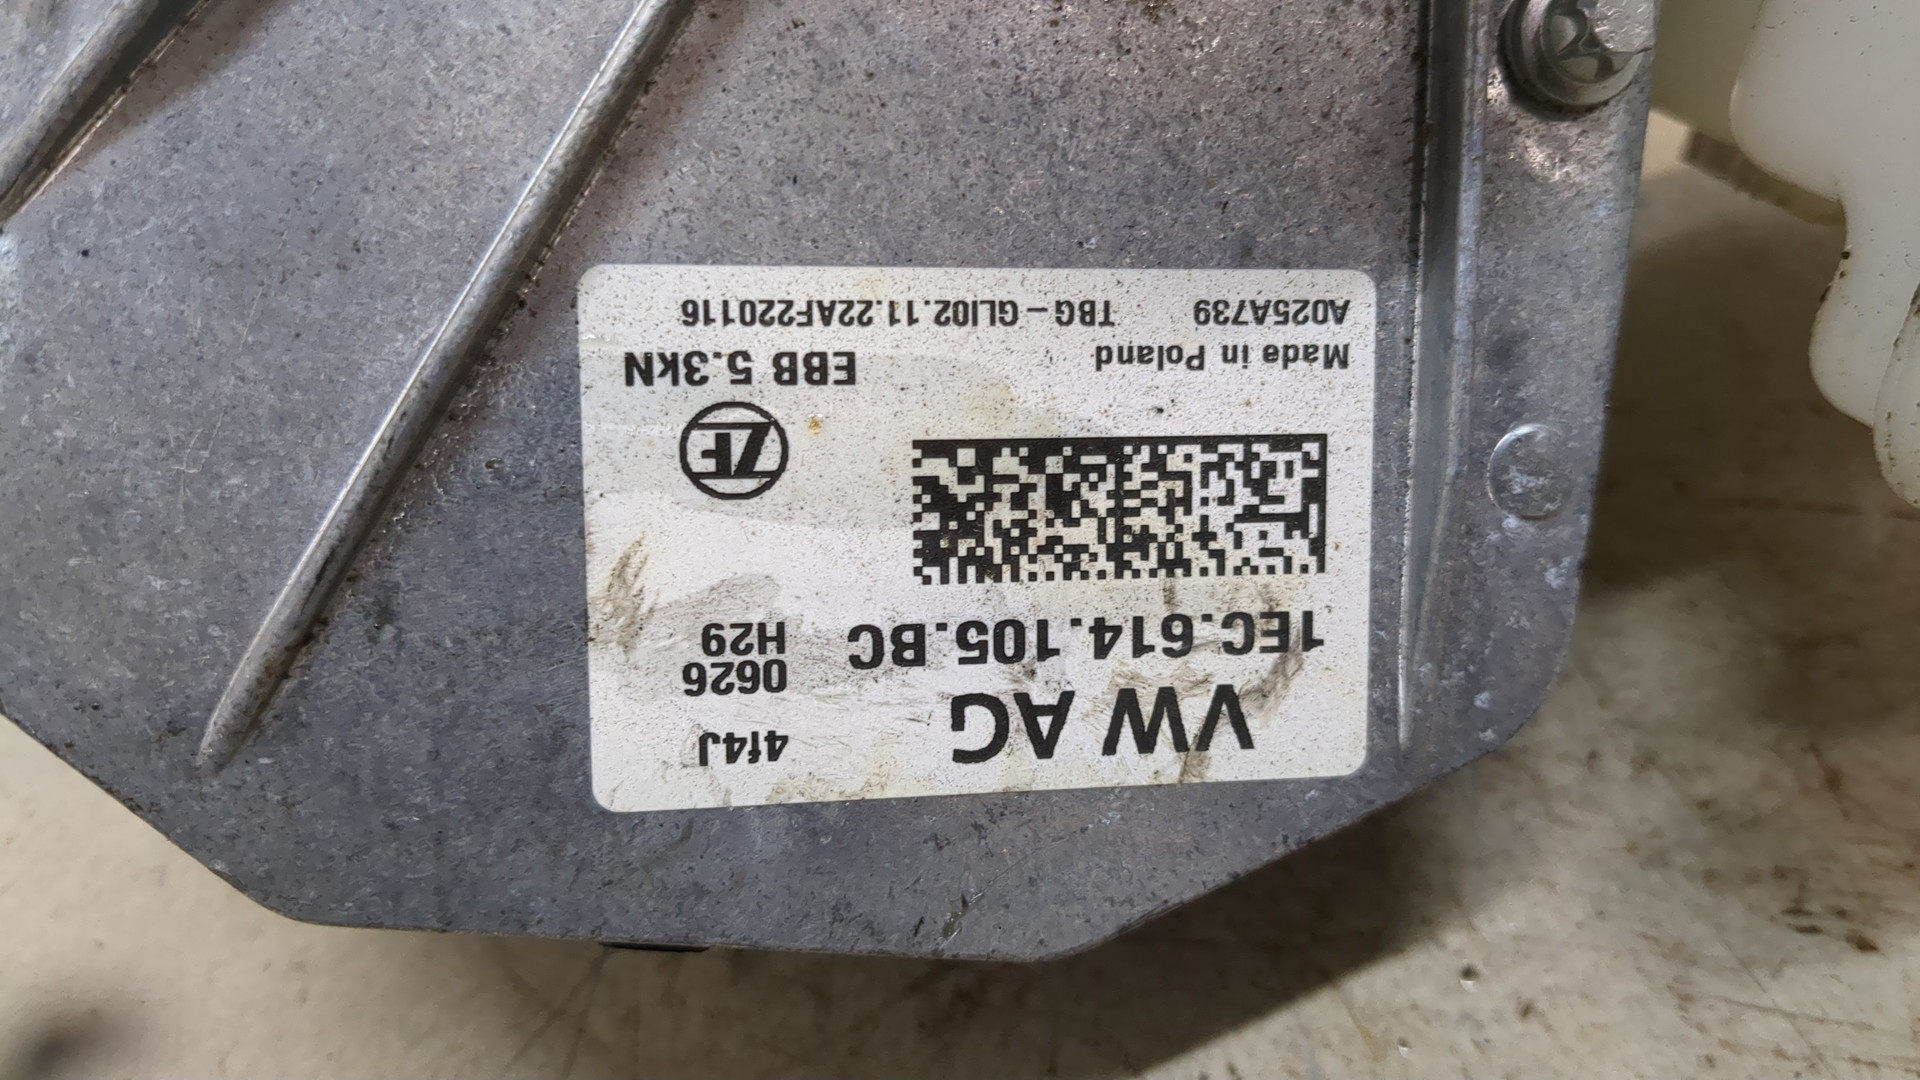 VW AG
4f4J
0626
H29
1EC.614.105.BC
ZF
Made in Poland
EBB 5.3kN
A025A739 TBG-GLI02.11.22AF220116